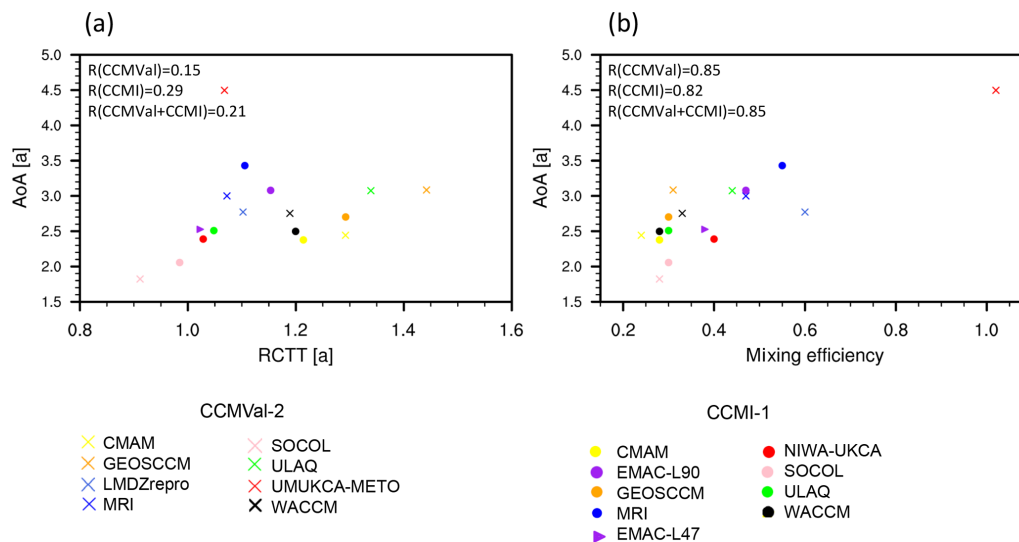 (a)
(b)
R(CCMVal)=0.15
R(CCMI)=0.29
R(CCMVal+CCMI)=0.21
AoA [a]
5.0
4.5
4.0
3.5
3.0
2.5
2.0
1.5
0.8 1.0 1.2 1.4 1.6
RCTT [a]
R(CCMVal)=0.85
R(CCMI)=0.82
R(CCMVal+CCMI)=0.85
AoA [a]
5.0
4.5
4.0
3.5
3.0
2.5
2.0
1.5
0.2 0.4 0.6 0.8 1.0
Mixing efficiency
CCMVal-2
CMAM
GEOSCCM
LMDZrepro
MRI
SOCOL
ULAQ
UMUKCA-METO
WACCM
CCMI-1
CMAM
EMAC-L90
GEOSCCM
MRI
EMAC-L47
NIWA-UKCA
SOCOL
ULAQ
WACCM